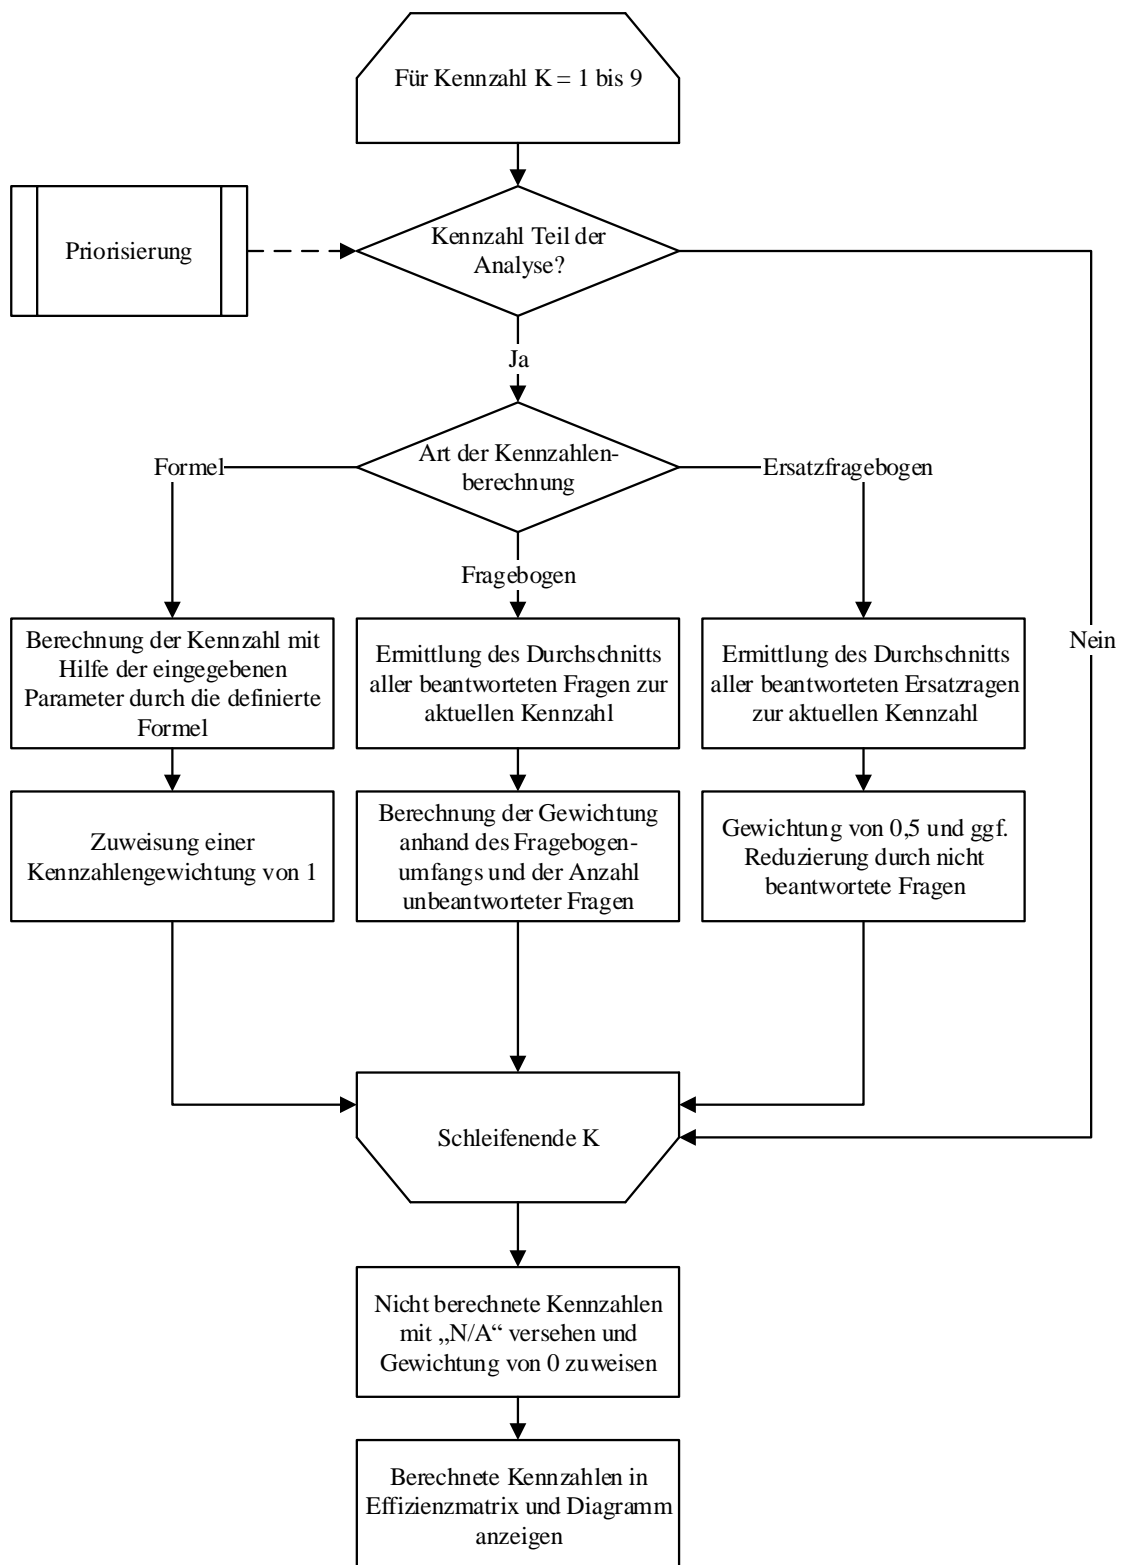 Für Kennzahl K = 1 bis 9
Priorisierung
Kennzahl Teil der
Analyse?
Ja
Art der Kennzahlen-
berechnung
Formel
Ersatzfragebogen
Fragebogen
Nein
Berechnung der Kennzahl mit
Hilfe der eingegebenen
Parameter durch die definierte
Formel
Ermittlung des Durchschnitts
aller beantworteten Fragen zur
aktuellen Kennzahl
Ermittlung des Durchschnitts
aller beantworteten Ersatzragen
zur aktuellen Kennzahl
Zuweisung einer
Kennzahlengewichtung von 1
Berechnung der Gewichtung
anhand des Fragebogen-
umfangs und der Anzahl
unbeantworteter Fragen
Gewichtung von 0,5 und ggf.
Reduzierung durch nicht
beantwortete Fragen
Schleifenende K
Nicht berechnete Kennzahlen
mit „N/A“ versehen und
Gewichtung von 0 zuweisen
Berechnete Kennzahlen in
Effizienzmatrix und Diagramm
anzeigen